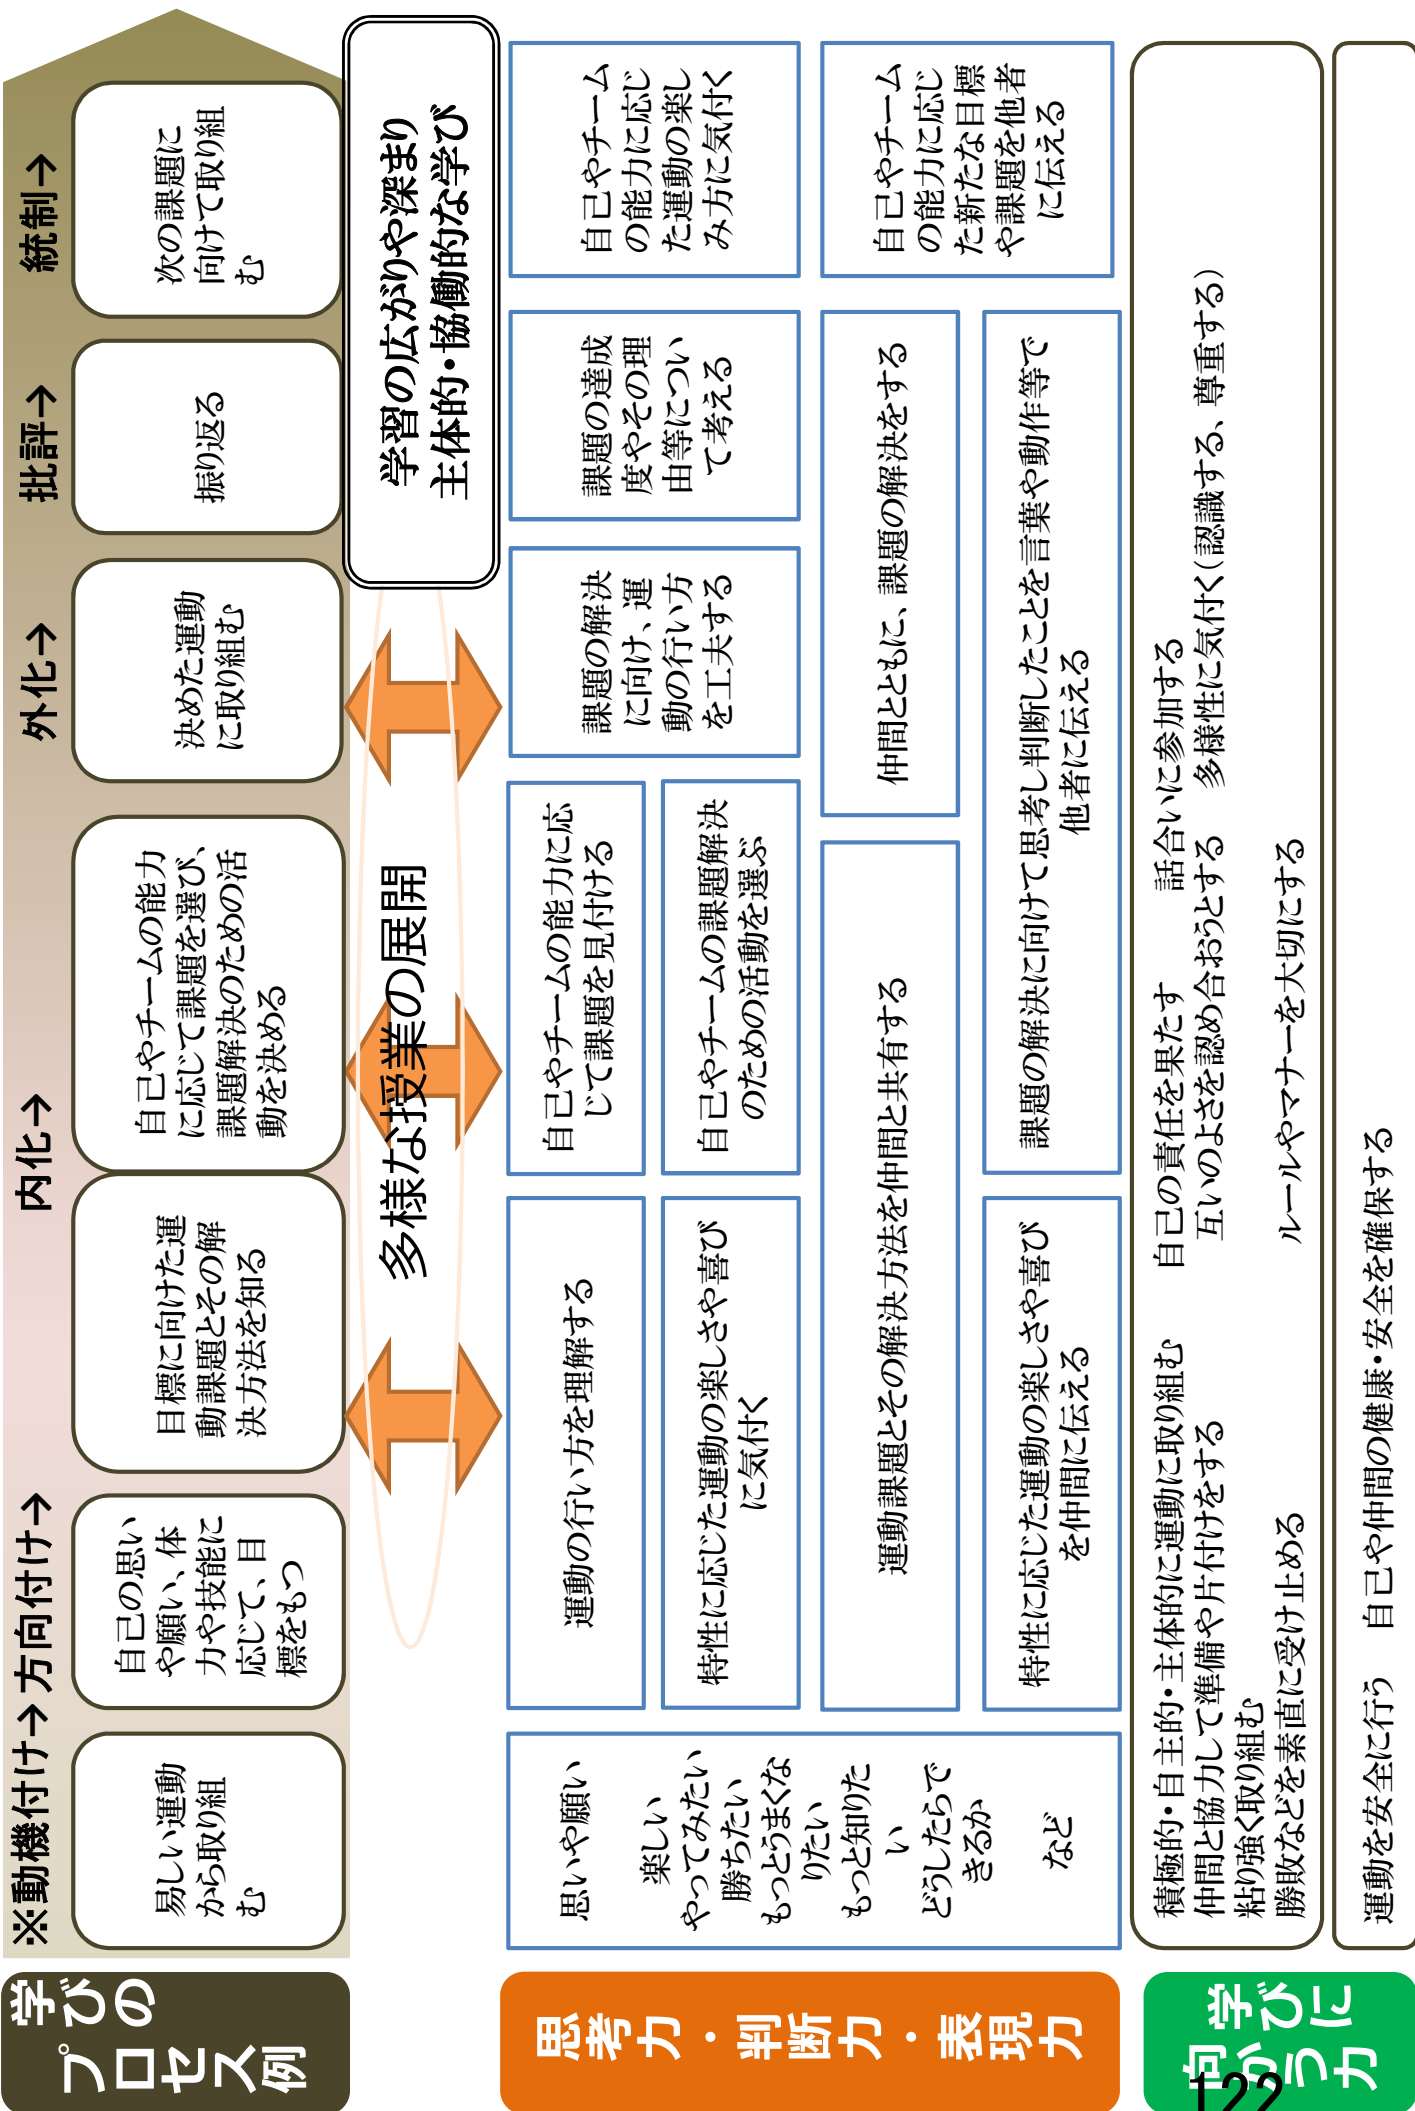 学びの
プロセス例
※動機付け→方向付け→
内化→
外化→
批評→
統制→
易しい運動
から取り組
む
自己の思い
や願い、体
力や技能に
応じて、目
標をもつ
目標に向けた運
動課題とその解
決方法を知る
自己やチームの能力
に応じて課題を選び、
課題解決のための活
動を決める
決めた運動
に取り組む
振り返る
次の課題に
向けて取り組
む
多様な授業の展開
学習の広がりや深まり
主体的・協働的な学び
思考力・判断力・表現力
思いや願い
楽しい
やってみたい
勝ちたい
もっとうまくな
りたい
もっと知りた
い
どうしたらで
きるか
など
運動の行い方を理解する
特性に応じた運動の楽しさや喜び
に気付く
自己やチームの能力に応
じて課題を見付ける
自己やチームの課題解決
のための活動を選ぶ
課題の解決
に向け、運
動の行い方
を工夫する
課題の達成
度やその理
由等につい
て考える
自己やチーム
の能力に応じ
た運動の楽し
み方に気付く
運動課題とその解決方法を仲間と共有する
仲間とともに、課題の解決をする
自己やチーム
の能力に応じ
た新たな目標
や課題を他者
に伝える
特性に応じた運動の楽しさや喜び
を仲間に伝える
課題の解決に向けて思考し判断したことを言葉や動作等で
他者に伝える
学びに
向かう力
積極的・自主的・主体的に運動に取り組む 自己の責任を果たす 話合いに参加する
仲間と協力して準備や片付けをする 互いのよさを認め合おうとする 多様性に気付く（認識する、尊重する）
粘り強く取り組む
勝敗などを素直に受け止める ルールやマナーを大切にする
運動を安全に行う 自己や仲間の健康・安全を確保する
122